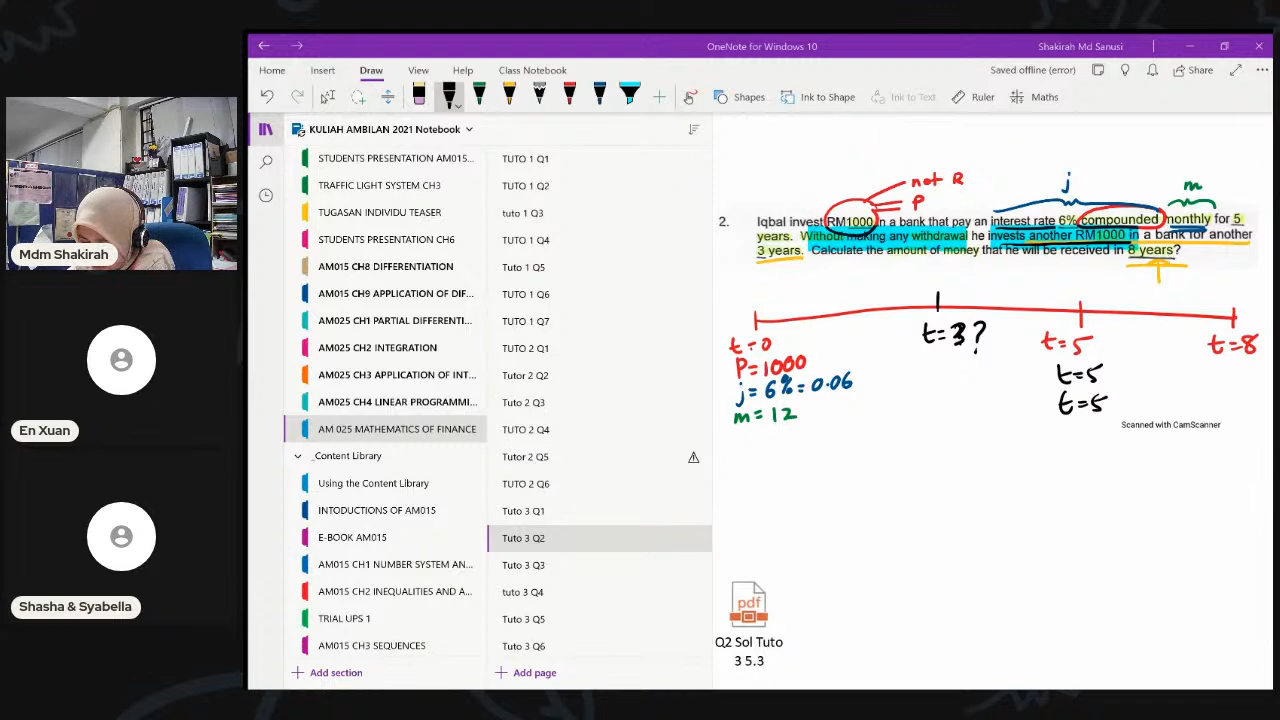 OneNote for Windows 10
Shakirah Md Sanusi
Home Insert Draw View Help Class Notebook
Saved offline (error) Share
Shapes Ink to Shape Ink to Text Ruler Maths
KULIAH AMBILAN 2021 Notebook
STUDENTS PRESENTATION AM015...
TRAFFIC LIGHT SYSTEM CH3
TUGASAN INDIVIDU TEASER
STUDENTS PRESENTATION CH6
AM015 CH8 DIFFERENTIATION
AM015 CH9 APPLICATION OF DIF...
AM025 CH1 PARTIAL DIFFERENTI...
AM025 CH2 INTEGRATION
AM025 CH3 APPLICATION OF INT...
AM025 CH4 LINEAR PROGRAMMI...
AM 025 MATHEMATICS OF FINANCE
_Content Library
Using the Content Library
INTODUCTIONS OF AM015
E-BOOK AM015
AM015 CH1 NUMBER SYSTEM AN...
AM015 CH2 INEQUALITIES AND A...
TRIAL UPS 1
AM015 CH3 SEQUENCES
Add section
TUTO 1 Q1
TUTO 1 Q2
tuto 1 Q3
TUTO 1 Q4
Tuto 1 Q5
TUTO 1 Q6
TUTO 1 Q7
TUTO 2 Q1
Tutor 2 Q2
Tuto 2 Q3
TUTO 2 Q4
Tutor 2 Q5
TUTO 2 Q6
Tuto 3 Q1
Tuto 3 Q2
Tuto 3 Q3
tuto 3 Q4
Tuto 3 Q5
Tuto 3 Q6
Add page
not R
P
j
m
2. Iqbal invest RM1000 in a bank that pay an interest rate 6% compounded monthly for 5
years. Without making any withdrawal he invests another RM1000 in a bank for another
3 years. Calculate the amount of money that he will be received in 8 years?
t=0
P=1000
j=6%=0.06
m=12
t=3?
t=5
t=5
t=5
t=8
Scanned with CamScanner
pdf
Q2 Sol Tuto
3 5.3
Mdm Shakirah
En Xuan
Shasha & Syabella